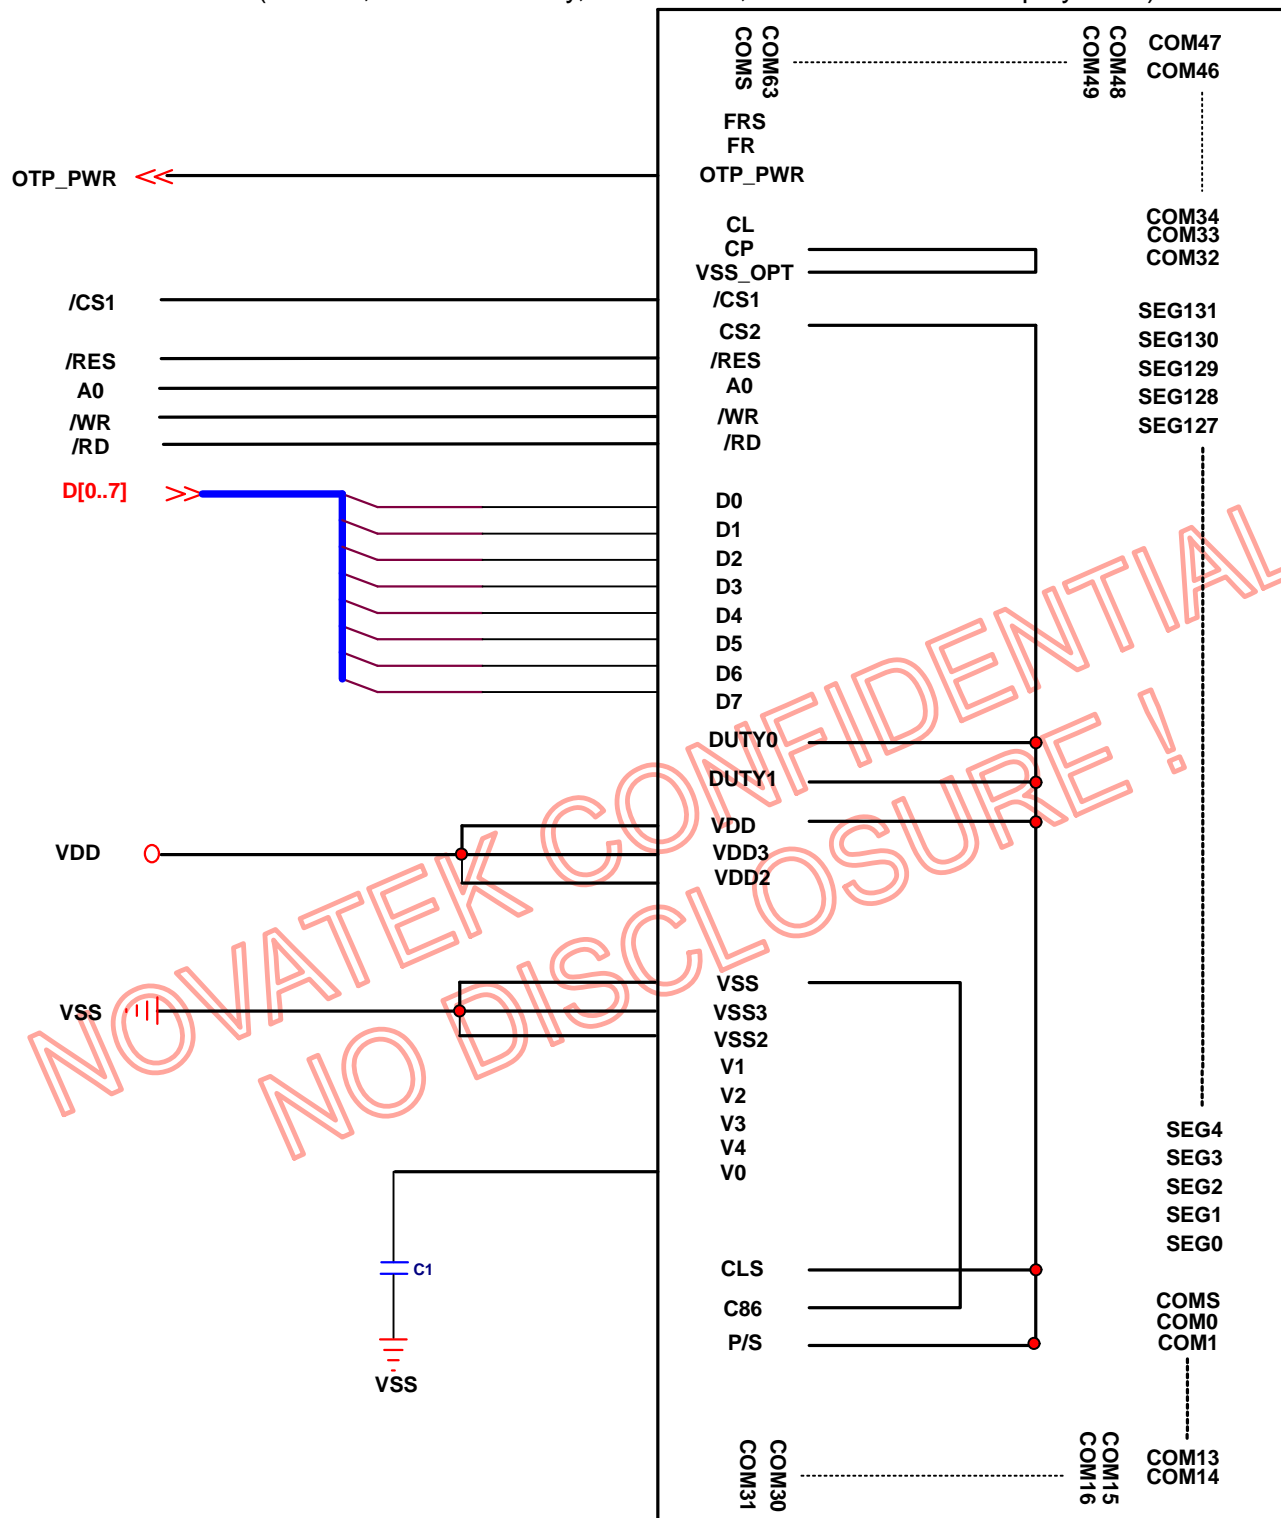 COMS
COM63
COM49
COM48
COM47
COM46
FRS
FR
OTP_PWR
OTP_PWR
COM34
COM33
COM32
CL
CP
VSS_OPT
/CS1
/CS1
CS2
SEG131
SEG130
SEG129
SEG128
SEG127
/RES
/RES
A0
A0
/WR
/WR
/RD
/RD
D[0..7]
D0
D1
D2
D3
D4
D5
D6
D7
DUTY0
DUTY1
VDD
VDD
VDD3
VDD2
VSS
VSS
VSS3
VSS2
V1
V2
V3
V4
V0
SEG4
SEG3
SEG2
SEG1
SEG0
C1
VSS
CLS
C86
P/S
COMS
COM0
COM1
COM13
COM14
COM31
COM30
COM16
COM15
NOVATEK CONFIDENTIAL
NO DISCLOSURE !